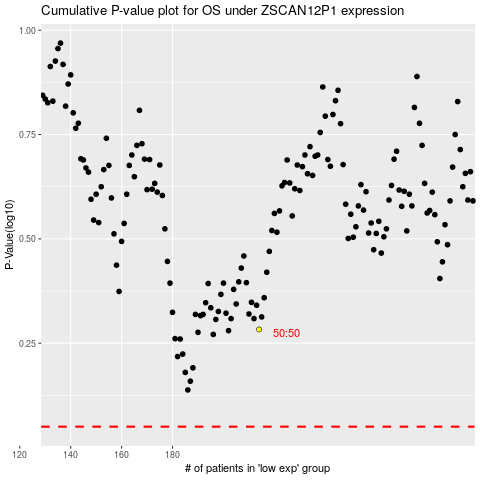 Cumulative P-value plot for OS under ZSCAN12P1 expression
P-Value(log10)
1.00
0.75
0.50
0.25
50:50
120 140 160 180
# of patients in 'low exp' group